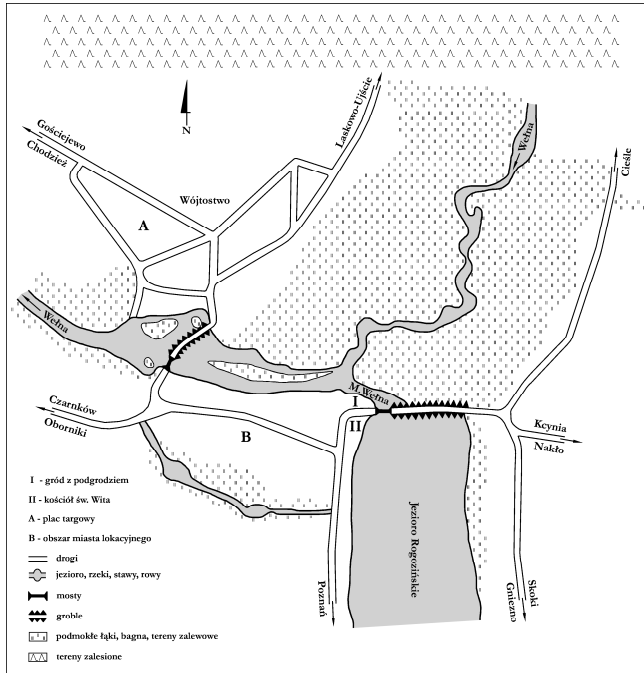 Gościejewo
Chodzież
N
Laskowo-Ujście
Wełna
Cieśle
Wójtostwo
A
Wełna
M. Wełna
Czarnków
Oborniki
I
II
B
Kcynia
Nakło
Jezioro Rogozińskie
Poznań
Gniezno
Skoki
I - gród z podgrodziem
II - kościół św. Wita
A - plac targowy
B - obszar miasta lokacyjnego
drogi
jezioro, rzeki, stawy, rowy
mosty
groble
podmokłe łąki, bagna, tereny zalewowe
tereny zalesione